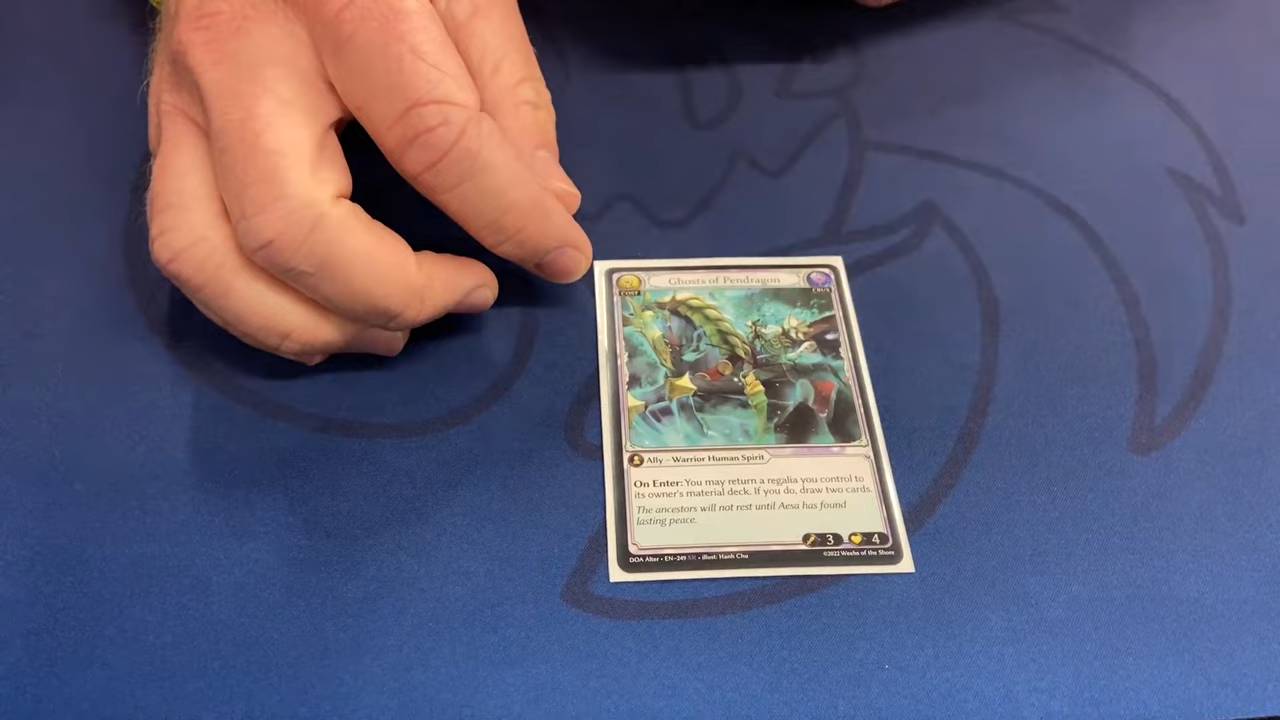 Ghosts of Pendragon
COST
CRUX
Ally – Warrior Human Spirit
On Enter: You may return a regalia you control to
its owner's material deck. If you do, draw two cards.
The ancestors will not rest until Aesa has found
lasting peace.
3 4
DOA Alter • EN-249 SR • illust: Hanh Chu
©2022 Weebs of the Shore